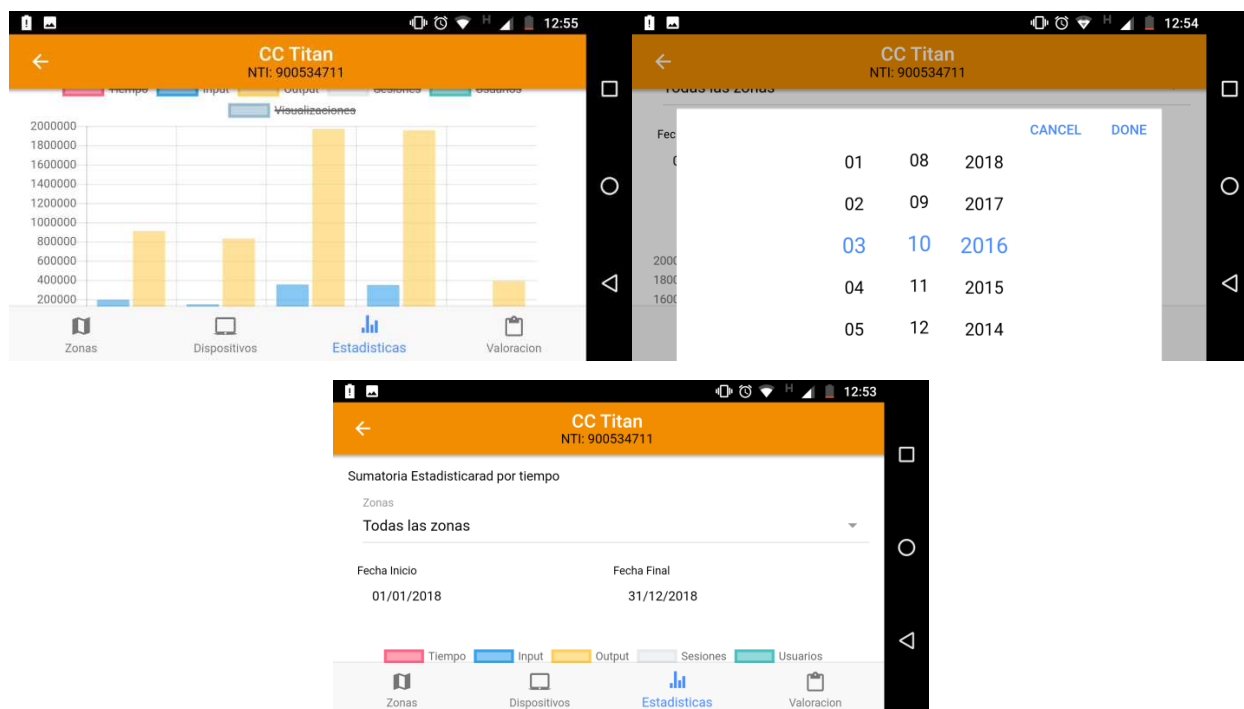 12:55
CC Titan
NTI: 900534711
Tiempo Input Output Sesiones Usuarios
Visualizaciones
2000000
1800000
1600000
1400000
1200000
1000000
800000
600000
400000
200000
Zonas Dispositivos Estadisticas Valoracion
H 12:54
CC Titan
NTI: 900534711
Todas las zonas
Fec
CANCEL DONE
01 08 2018
02 09 2017
03 10 2016
04 11 2015
05 12 2014
2000
1800
1600
H 12:53
CC Titan
NTI: 900534711
Sumatoria Estadisticarad por tiempo
Zonas
Todas las zonas
Fecha Inicio Fecha Final
01/01/2018 31/12/2018
Tiempo Input Output Sesiones Usuarios
Zonas Dispositivos Estadisticas Valoracion